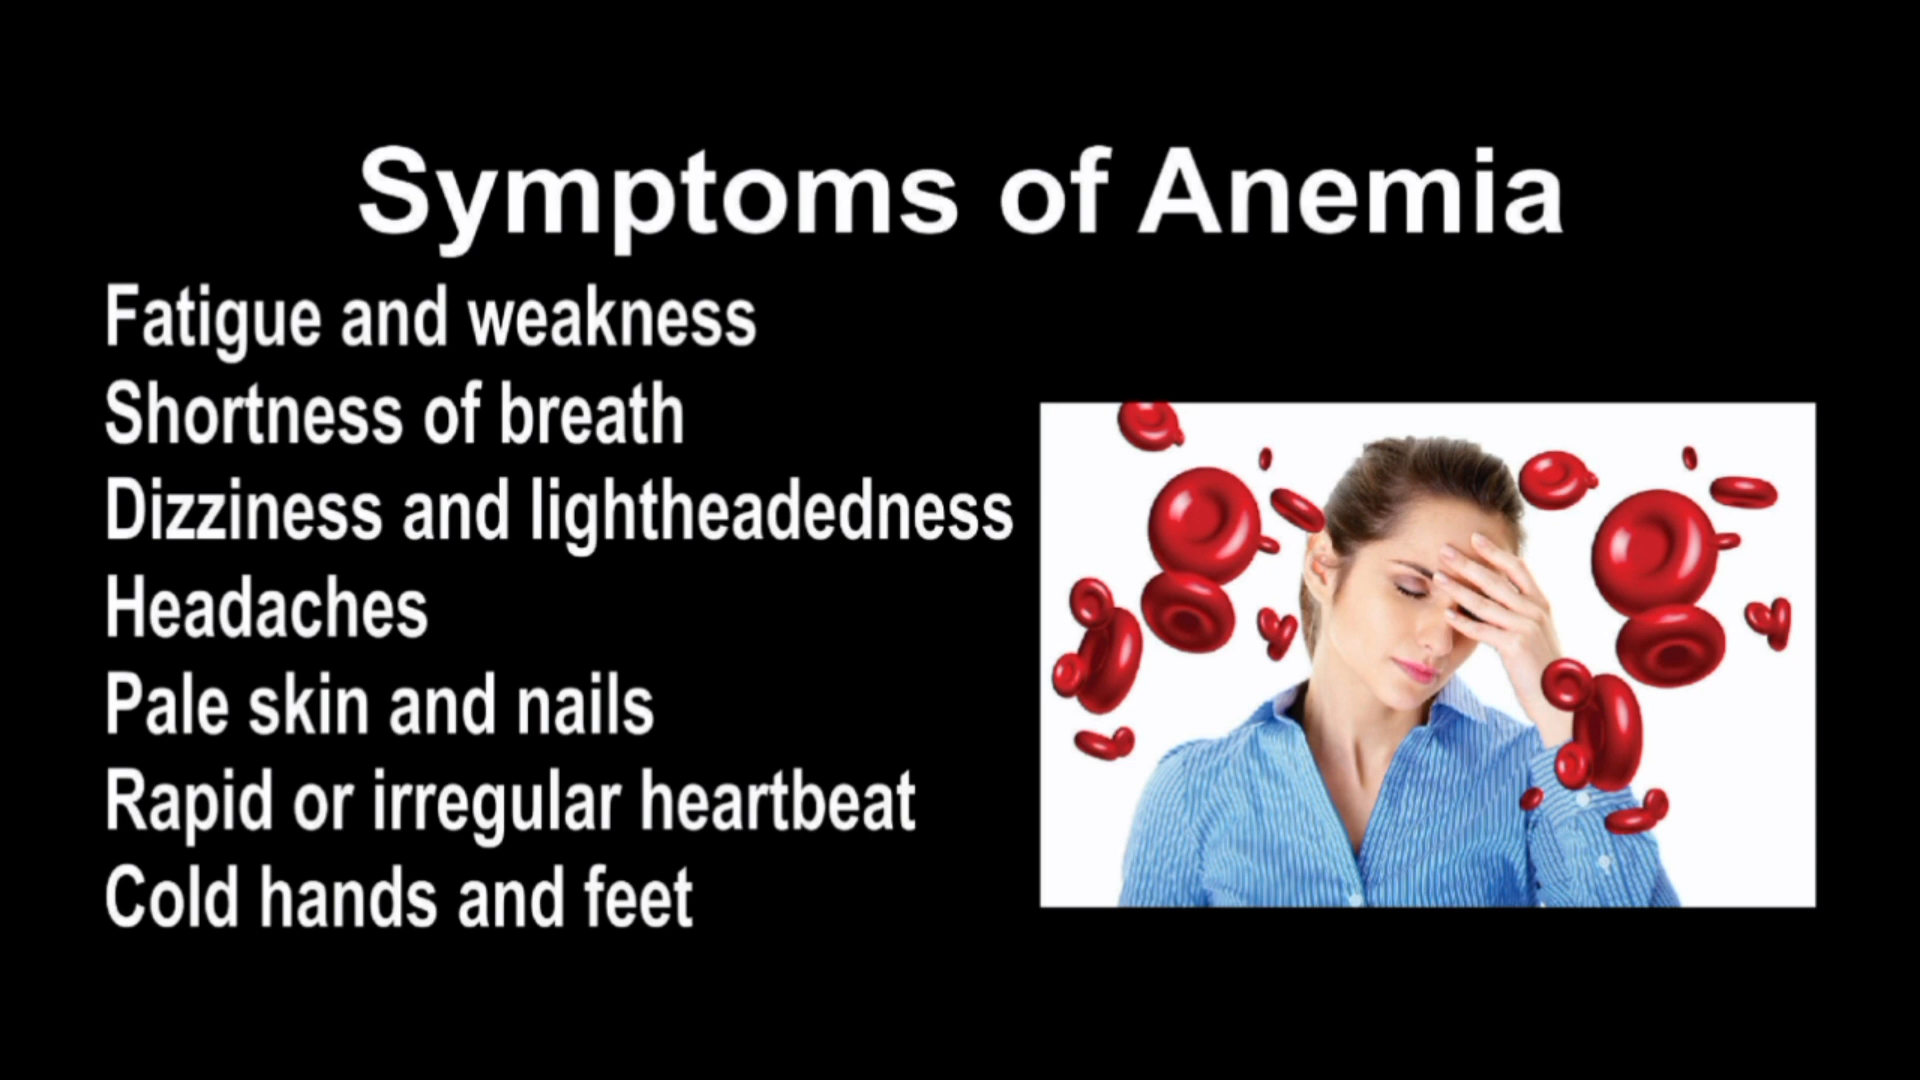 Symptoms of Anemia
Fatigue and weakness
Shortness of breath
Dizziness and lightheadedness
Headaches
Pale skin and nails
Rapid or irregular heartbeat
Cold hands and feet